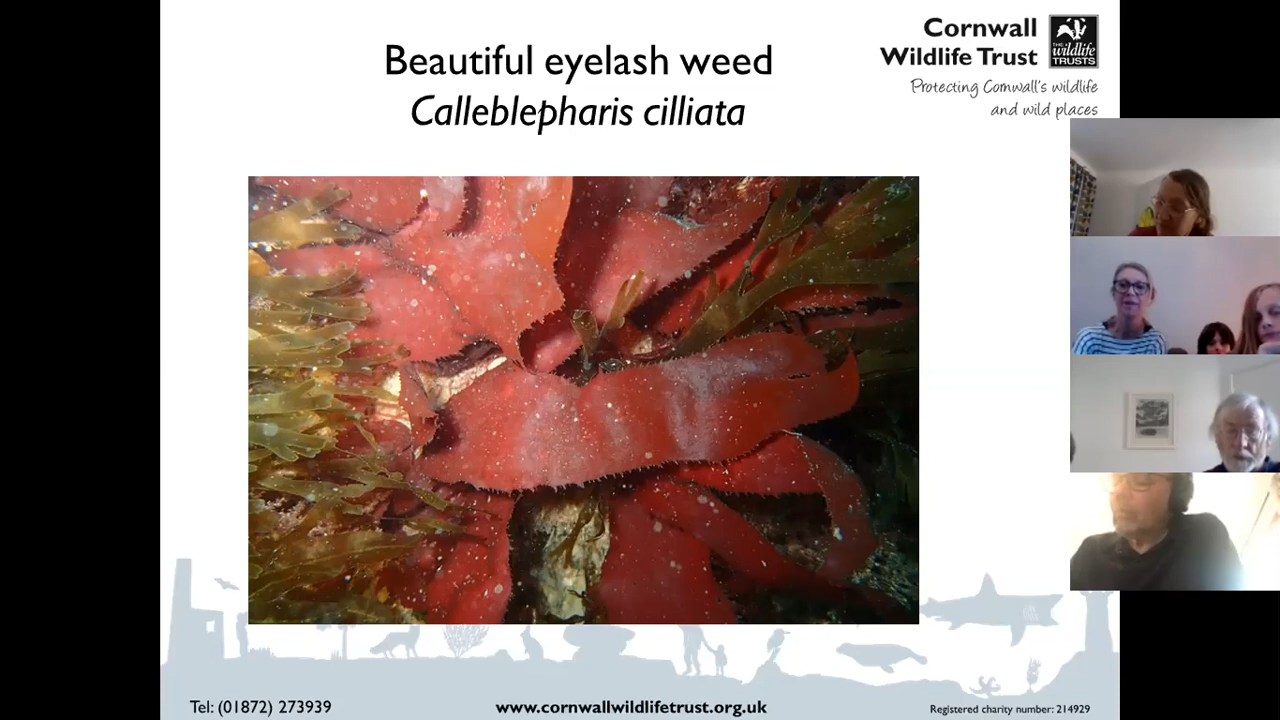 Beautiful eyelash weed
Calleblepharis cilliata
Cornwall
Wildlife Trust
THE
wildlife
TRUSTS
Protecting Cornwall's wildlife
and wild places
Tel: (01872) 273939
www.cornwallwildlifetrust.org.uk
Registered charity number: 214929